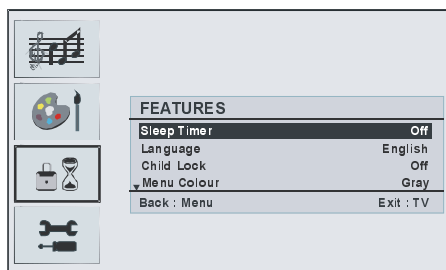 FEATURES
Sleep Timer Off
Language English
Child Lock Off
Menu Colour Gray
Back : Menu Exit : TV